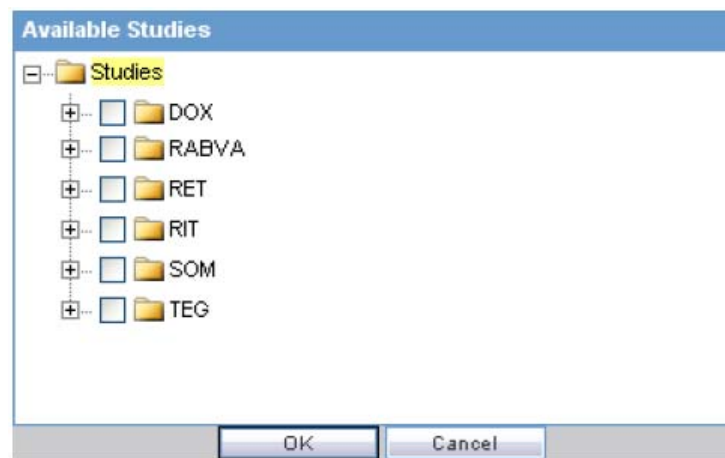 Available Studies
Studies
DOX
RABVA
RET
RIT
SOM
TEG
OK Cancel